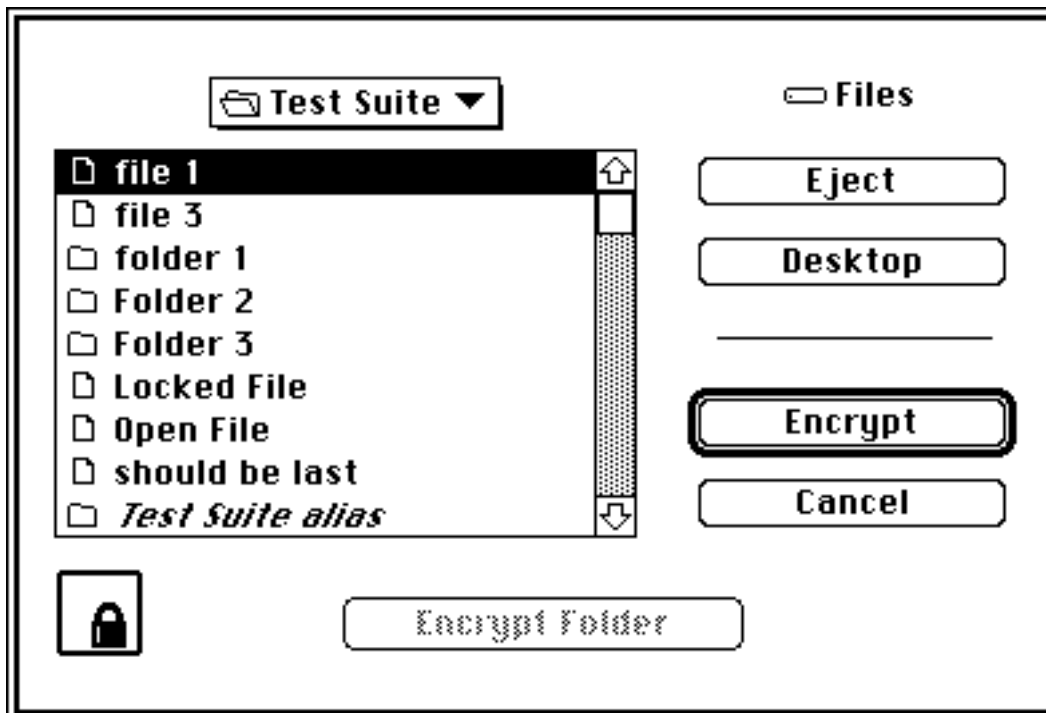 Test Suite
Files
file 1
file 3
folder 1
Folder 2
Folder 3
Locked File
Open File
should be last
Test Suite alias
Eject
Desktop
Encrypt
Cancel
Encrypt Folder